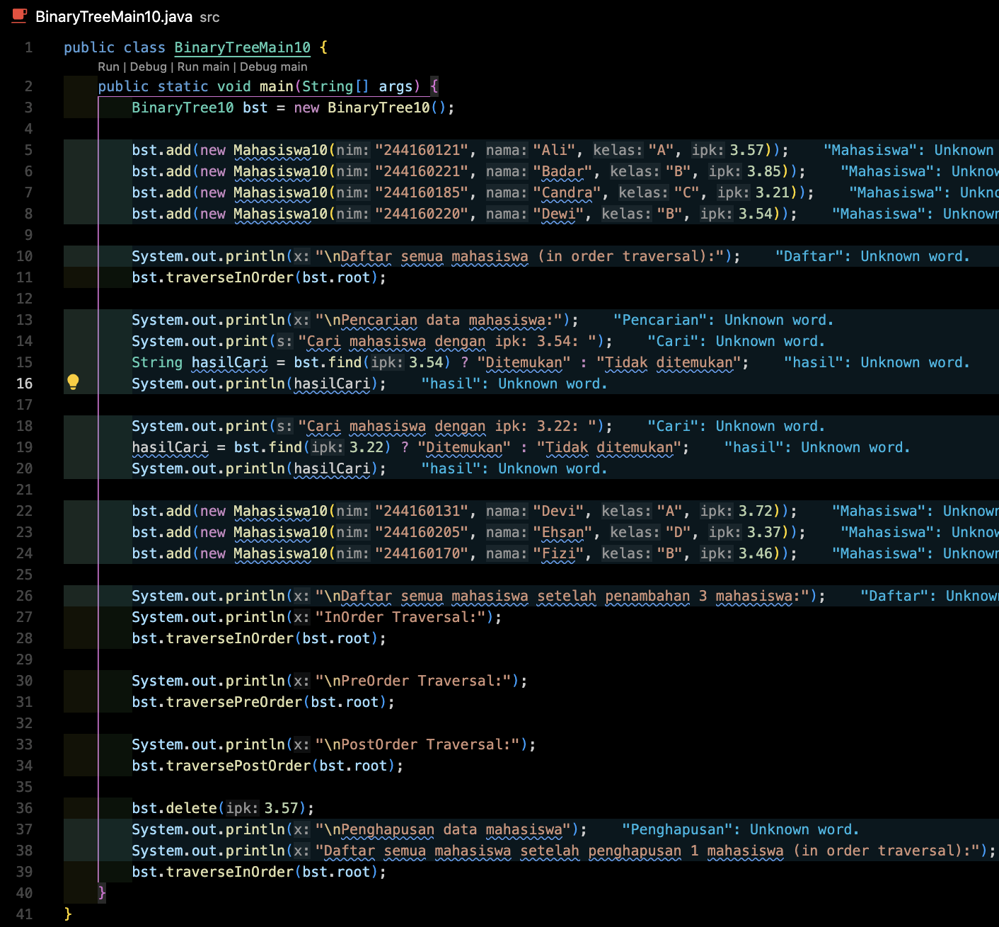 BinaryTreeMain10.java src
1 public class BinaryTreeMain10 {
Run | Debug | Run main | Debug main
2 public static void main(String[] args) {
3 BinaryTree10 bst = new BinaryTree10();
4
5 bst.add(new Mahasiswa10(nim: "244160121", nama: "Ali", kelas: "A", ipk: 3.57)); "Mahasiswa": Unknown
6 bst.add(new Mahasiswa10(nim: "244160221", nama: "Badar", kelas: "B", ipk: 3.85)); "Mahasiswa": Unknow
7 bst.add(new Mahasiswa10(nim: "244160185", nama: "Candra", kelas: "C", ipk: 3.21)); "Mahasiswa": Unkno
8 bst.add(new Mahasiswa10(nim: "244160220", nama: "Dewi", kelas: "B", ipk: 3.54)); "Mahasiswa": Unknown
9
10 System.out.println(x: "\nDaftar semua mahasiswa (in order traversal):"); "Daftar": Unknown word.
11 bst.traverseInOrder(bst.root);
12
13 System.out.println(x: "\nPencarian data mahasiswa:"); "Pencarian": Unknown word.
14 System.out.print(s: "Cari mahasiswa dengan ipk: 3.54: "); "Cari": Unknown word.
15 String hasilCari = bst.find(ipk: 3.54) ? "Ditemukan" : "Tidak ditemukan"; "hasil": Unknown word.
16 System.out.println(hasilCari); "hasil": Unknown word.
17
18 System.out.print(s: "Cari mahasiswa dengan ipk: 3.22: "); "Cari": Unknown word.
19 hasilCari = bst.find(ipk: 3.22) ? "Ditemukan" : "Tidak ditemukan"; "hasil": Unknown word.
20 System.out.println(hasilCari); "hasil": Unknown word.
21
22 bst.add(new Mahasiswa10(nim: "244160131", nama: "Devi", kelas: "A", ipk: 3.72)); "Mahasiswa": Unknown
23 bst.add(new Mahasiswa10(nim: "244160205", nama: "Ehsan", kelas: "D", ipk: 3.37)); "Mahasiswa": Unknow
24 bst.add(new Mahasiswa10(nim: "244160170", nama: "Fizi", kelas: "B", ipk: 3.46)); "Mahasiswa": Unknown
25
26 System.out.println(x: "\nDaftar semua mahasiswa setelah penambahan 3 mahasiswa:"); "Daftar": Unknown
27 System.out.println(x: "InOrder Traversal:");
28 bst.traverseInOrder(bst.root);
29
30 System.out.println(x: "\nPreOrder Traversal:");
31 bst.traversePreOrder(bst.root);
32
33 System.out.println(x: "\nPostOrder Traversal:");
34 bst.traversePostOrder(bst.root);
35
36 bst.delete(ipk: 3.57);
37 System.out.println(x: "\nPenghapusan data mahasiswa"); "Penghapusan": Unknown word.
38 System.out.println(x: "Daftar semua mahasiswa setelah penghapusan 1 mahasiswa (in order traversal):");
39 bst.traverseInOrder(bst.root);
40 }
41 }